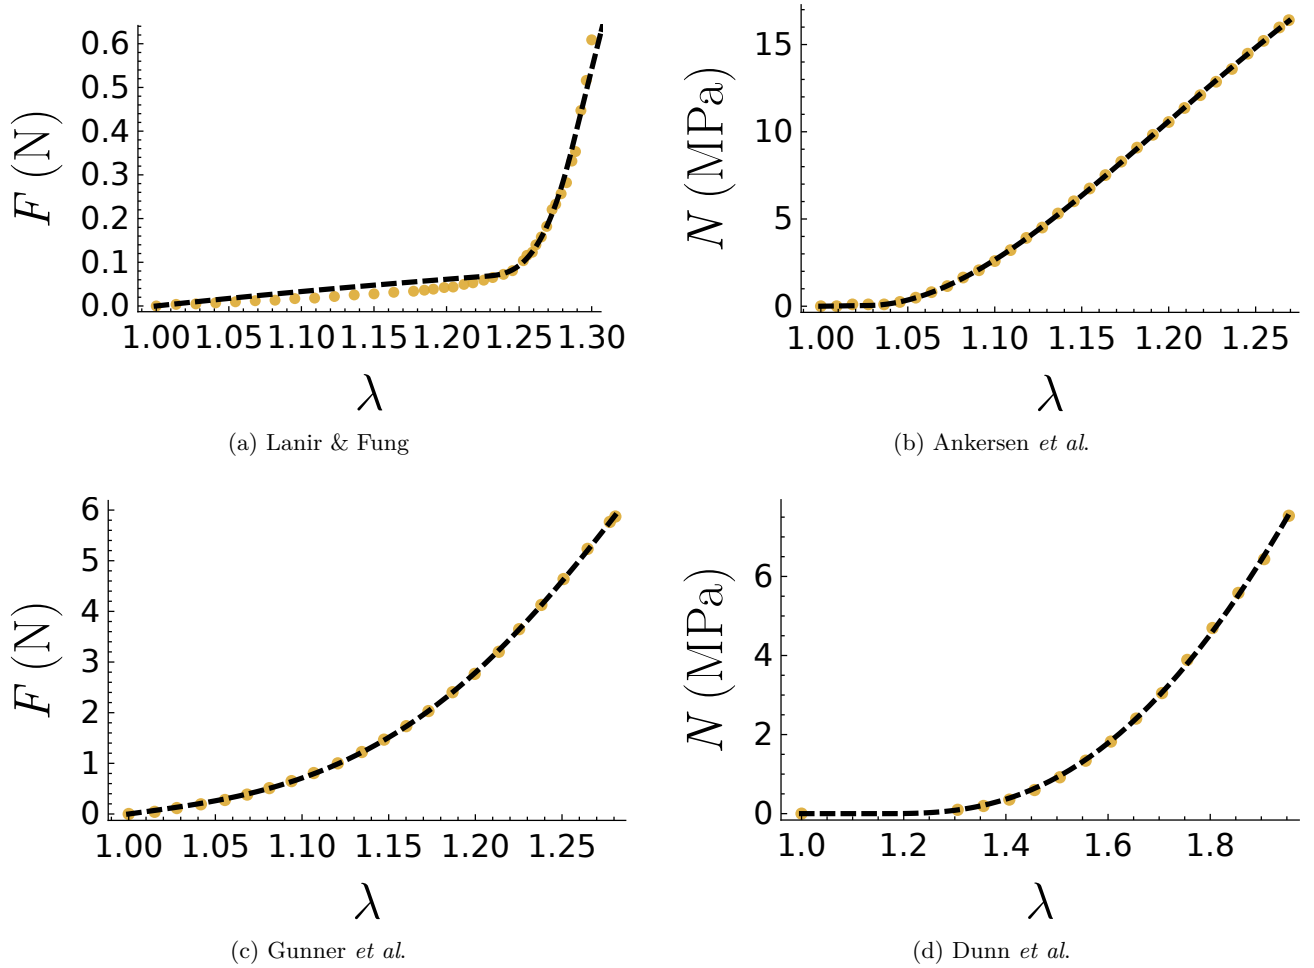 F (N)
0.6
0.5
0.4
0.3
0.2
0.1
0.0
1.00 1.05 1.10 1.15 1.20 1.25 1.30
λ
(a) Lanir & Fung
N (MPa)
15
10
5
0
1.00 1.05 1.10 1.15 1.20 1.25
λ
(b) Ankersen et al.
F (N)
6
5
4
3
2
1
0
1.00 1.05 1.10 1.15 1.20 1.25
λ
(c) Gunner et al.
N (MPa)
6
4
2
0
1.0 1.2 1.4 1.6 1.8
λ
(d) Dunn et al.